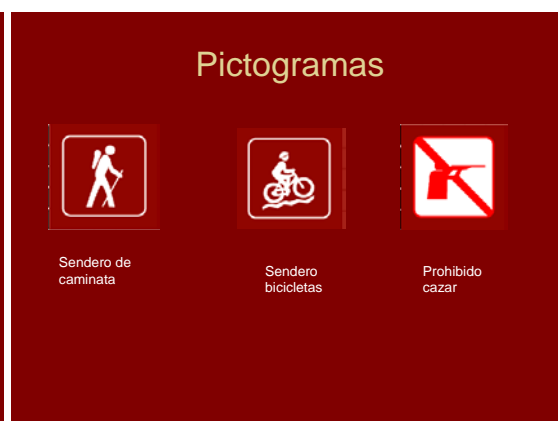 Pictogramas
Sendero de
caminata
Sendero
bicicletas
Prohibido
cazar